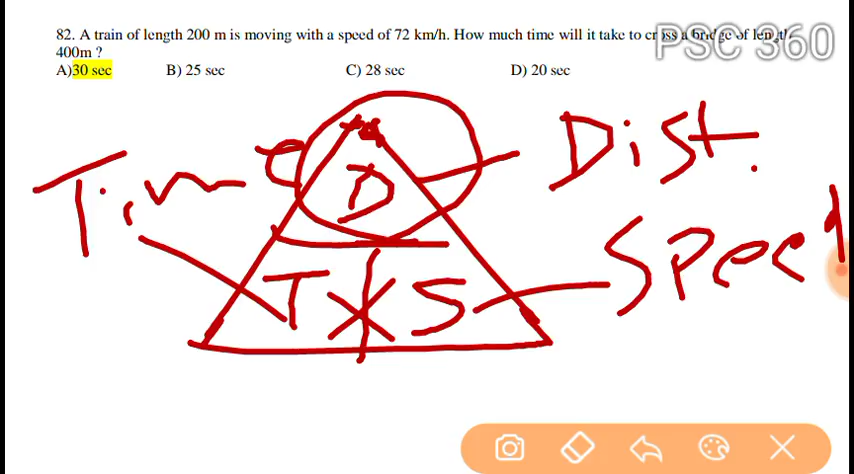 82. A train of length 200 m is moving with a speed of 72 km/h. How much time will it take to cross a bridge of length
400m ?
PSC 360
A)30 sec B) 25 sec C) 28 sec D) 20 sec
Time D Dist.
T X S Speed